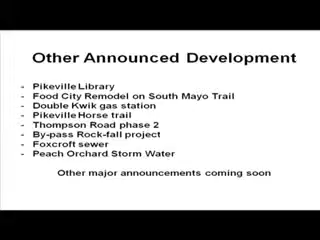 Other Announced Development
- Pikeville Library
- Food City Remodel on South Mayo Trail
- Double Kwik gas station
- Pikeville Horse trail
- Thompson Road phase 2
- By-pass Rock-fall project
- Foxcroft sewer
- Peach Orchard Storm Water
Other major announcements coming soon